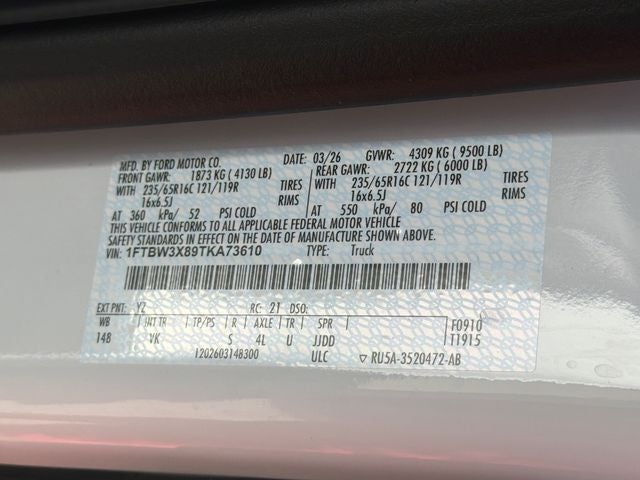 MFD. BY FORD MOTOR CO. DATE: 03/26 GVWR: 4309 KG ( 9500 LB)
FRONT GAWR: 1873 KG ( 4130 LB) REAR GAWR: 2722 KG ( 6000 LB)
WITH 235/65R16C 121/119R TIRES WITH 235/65R16C 121/119R TIRES
16x6.5J RIMS 16x6.5J RIMS
AT 360 kPa/ 52 PSI COLD AT 550 kPa/ 80 PSI COLD
THIS VEHICLE CONFORMS TO ALL APPLICABLE FEDERAL MOTOR VEHICLE
SAFETY STANDARDS IN EFFECT ON THE DATE OF MANUFACTURE SHOWN ABOVE.
VIN: 1FTBW3X89TKA73610 TYPE: Truck
EXT PNT: YZ RC: 21 DSO:
WB INT TR TP/PS R AXLE TR SPR F0910
148 VK S 4L U JJDD T1915
1202603148300 ULC ▽ RU5A-3520472-AB